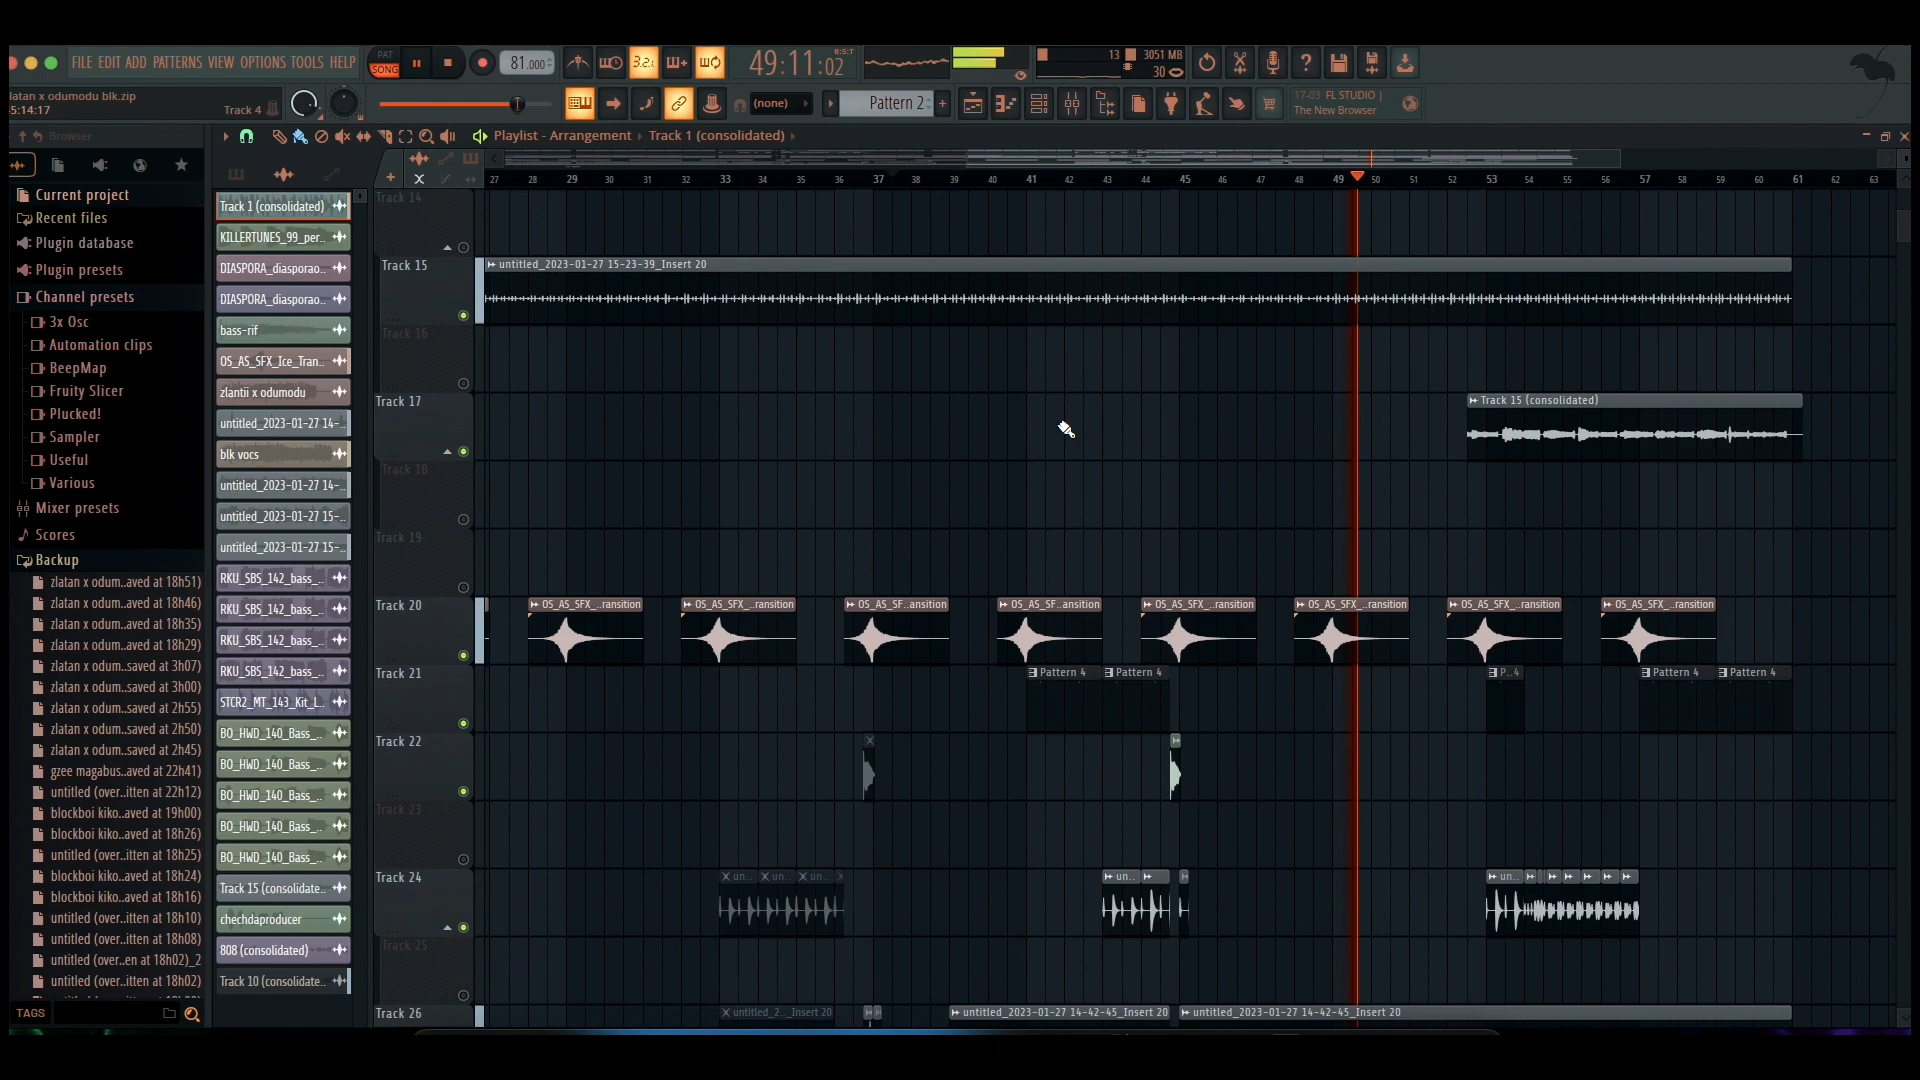 FILE EDIT ADD PATTERNS VIEW OPTIONS TOOLS HELP
PAT
SONG
81.000
3.2.
49:11:02
B:S:T
13
3051 MB
30
latan x odumodu blk.zip
5:14:17
Track 4
(none)
Pattern 2
17-03 FL STUDIO |
The New Browser
Browser
Playlist - Arrangement
Track 1 (consolidated)
Current project
Recent files
Plugin database
Plugin presets
Channel presets
3x Osc
Automation clips
BeepMap
Fruity Slicer
Plucked!
Sampler
Useful
Various
Mixer presets
Scores
Backup
zlatan x odum..aved at 18h51)
zlatan x odum..aved at 18h46)
zlatan x odum..aved at 18h35)
zlatan x odum..aved at 18h29)
zlatan x odum..saved at 3h07)
zlatan x odum..saved at 3h00)
zlatan x odum..saved at 2h55)
zlatan x odum..saved at 2h50)
zlatan x odum..saved at 2h45)
gzee magabus..aved at 22h41)
untitled (over..itten at 22h12)
blockboi kiko..aved at 19h00)
blockboi kiko..aved at 18h26)
untitled (over..itten at 18h25)
blockboi kiko..aved at 18h24)
blockboi kiko..aved at 18h16)
untitled (over..itten at 18h10)
untitled (over..itten at 18h08)
untitled (over..en at 18h02)_2
untitled (over..itten at 18h02)
TAGS
Track 1 (consolidated)
KILLERTUNES_99_per..
DIASPORA_diasporao..
DIASPORA_diasporao..
bass-rif
OS_AS_SFX_Ice_Tran..
zlantii x odumodu
untitled_2023-01-27 14-..
blk vocs
untitled_2023-01-27 14-..
untitled_2023-01-27 15-..
untitled_2023-01-27 15-..
RKU_SBS_142_bass_..
RKU_SBS_142_bass_..
RKU_SBS_142_bass_..
RKU_SBS_142_bass_..
STCR2_MT_143_Kit_L..
BO_HWD_140_Bass_..
BO_HWD_140_Bass_..
BO_HWD_140_Bass_..
BO_HWD_140_Bass_..
BO_HWD_140_Bass_..
Track 15 (consolidate..
chechdaproducer
808 (consolidated)
Track 10 (consolidate..
27 28 29 30 31 32 33 34 35 36 37 38 39 40 41 42 43 44 45 46 47 48 49 50 51 52 53 54 55 56 57 58 59 60 61 62 63
Track 14
Track 15
untitled_2023-01-27 15-23-39_Insert 20
Track 16
Track 17
Track 15 (consolidated)
Track 18
Track 19
Track 20
OS_AS_SFX_..ransition
OS_AS_SFX_..ransition
OS_AS_SF..ansition
OS_AS_SF..ansition
OS_AS_SFX_..ransition
OS_AS_SFX_..ransition
OS_AS_SFX_..ransition
OS_AS_SFX_..ransition
Track 21
Pattern 4
Pattern 4
P..4
Pattern 4
Pattern 4
Track 22
Track 23
Track 24
un..
un..
un..
un..
un..
Track 25
Track 26
untitled_2.._Insert 20
untitled_2023-01-27 14-42-45_Insert 20
untitled_2023-01-27 14-42-45_Insert 20